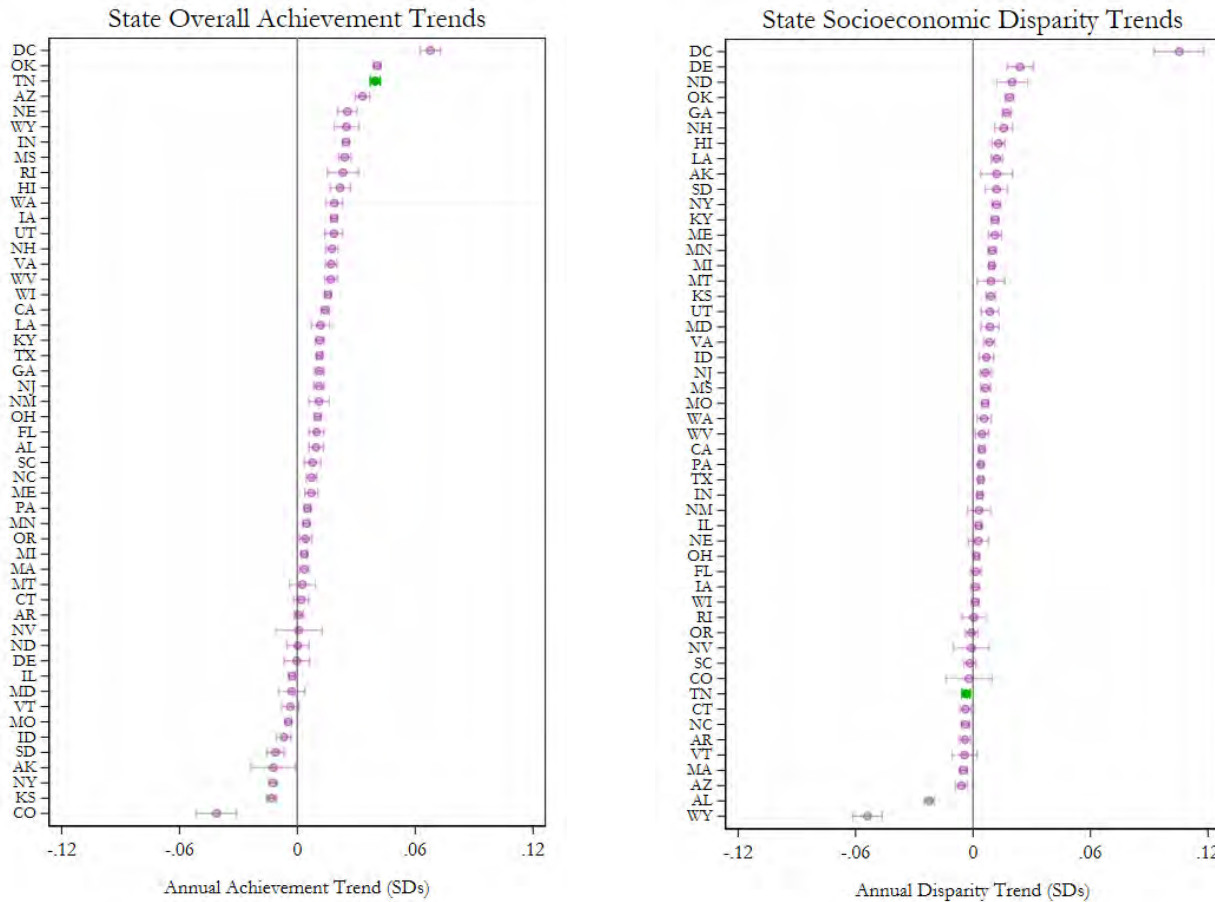 State Overall Achievement Trends
DC
OK
TN
AZ
NE
WY
IN
MS
RI
HI
WA
IA
UT
NH
VA
WV
WI
CA
LA
KY
TX
GA
NJ
NM
OH
FL
AL
SC
NC
ME
PA
MN
OR
MI
MA
MT
CT
AR
NV
ND
DE
IL
MD
VT
MO
ID
SD
AK
NY
KS
CO
-.12 -.06 0 .06 .12
Annual Achievement Trend (SDs)
State Socioeconomic Disparity Trends
DC
DE
ND
OK
GA
NH
HI
LA
AK
SD
NY
KY
ME
MN
MI
MT
KS
UT
MD
VA
ID
NJ
MS
MO
WA
WV
CA
PA
TX
IN
NM
IL
NE
OH
FL
IA
WI
RI
OR
NV
SC
CO
TN
CT
NC
AR
VT
MA
AZ
AL
WY
-.12 -.06 0 .06 .12
Annual Disparity Trend (SDs)